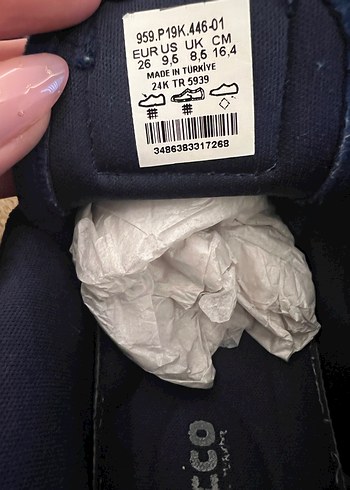 959.P19K.446-01
EUR US UK CM
26 9,5 8,5 16,4
MADE IN TÜRKİYE
24K TR 5939
3486383317268